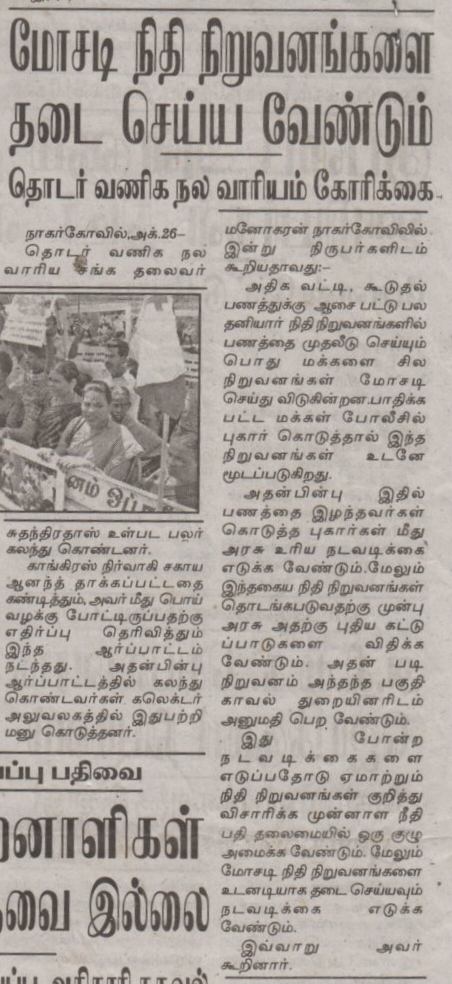 மோசடி நிதி நிறுவனங்களை
தடை செய்ய வேண்டும்
தொடர் வணிக நல வாரியம் கோரிக்கை
நாகர்கோவில்,அக்.26–
தொடர் வணிக நல
வாரிய சங்க தலைவர்
மனோகரன் நாகர்கோவிலில்
இன்று நிருபர்களிடம்
கூறியதாவது:–
அதிக வட்டி, கூடுதல்
பணத்துக்கு ஆசை பட்டு பல
தனியார் நிதி நிறுவனங்களில்
பணத்தை முதலீடு செய்யும்
பொது மக்களை சில
நிறுவனங்கள் மோசடி
செய்து விடுகின்றன.பாதிக்க
பட்ட மக்கள் போலீசில்
புகார் கொடுத்தால் இந்த
நிறுவனங்கள் உடனே
மூடப்படுகிறது.
அதன்பின்பு இதில்
பணத்தை இழந்தவர்கள்
கொடுத்த புகார்கள் மீது
அரசு உரிய நடவடிக்கை
எடுக்க வேண்டும்.மேலும்
இந்தகைய நிதி நிறுவனங்கள்
தொடங்கபடுவதற்கு முன்பு
அரசு அதற்கு புதிய கட்டு
ப்பாடுகளை விதிக்க
வேண்டும். அதன் படி
நிறுவனம் அந்தந்த பகுதி
காவல் துறையினரிடம்
அனுமதி பெற வேண்டும்.
இது போன்ற
நடவடிக்கைகளை
எடுப்பதோடு ஏமாற்றும்
நிதி நிறுவனங்கள் குறித்து
விசாரிக்க முன்னாள நீதி
பதி தலைமையில் ஒரு குழு
அமைக்க வேண்டும். மேலும்
மோசடி நிதி நிறுவனங்களை
உடனடியாக தடை செய்யவும்
நடவடிக்கை எடுக்க
வேண்டும்.
இவ்வாறு அவர்
கூறினார்.
னம் ஒப்ப
சுதந்திரதாஸ் உள்பட பலர்
கலந்து கொண்டனர்.
காங்கிரஸ் நிர்வாகி சகாய
ஆனந்த் தாக்கப்பட்டதை
கண்டித்தும், அவர் மீது பொய்
வழக்கு போட்டிருப்பதற்கு
எதிர்ப்பு தெரிவித்தும்
இந்த ஆர்ப்பாட்டம்
நடந்தது. அதன்பின்பு
ஆர்ப்பாட்டத்தில் கலந்து
கொண்டவர்கள் கலெக்டர்
அலுவலகத்தில் இதுபற்றி
மனு கொடுத்தனர்.
ப்பு பதிவை
றனாளிகள்
வை இல்லை